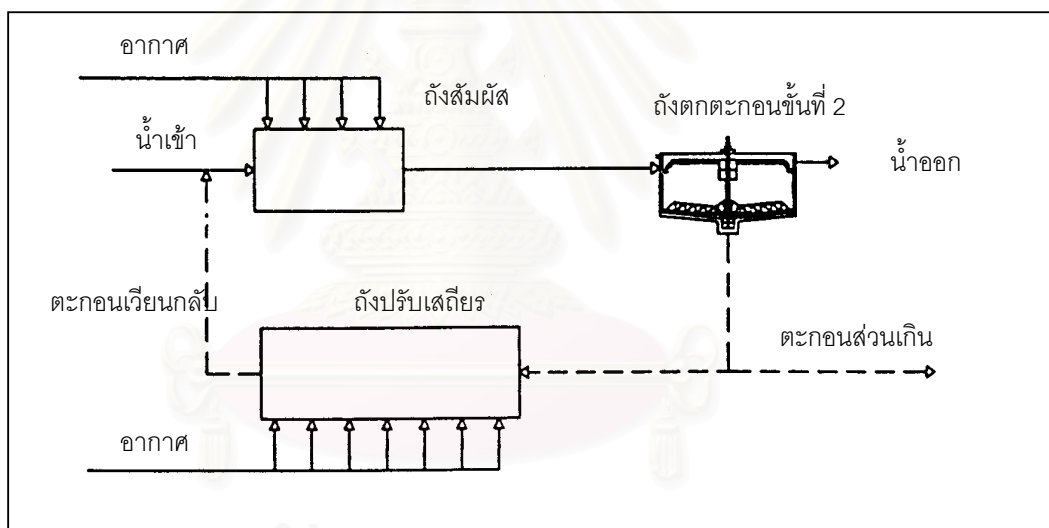 อากาศ
ถังสัมผัส
ถังตกตะกอนขั้นที่ 2
น้ำเข้า
น้ำออก
ตะกอนเวียนกลับ
ถังปรับเสถียร
ตะกอนส่วนเกิน
อากาศ